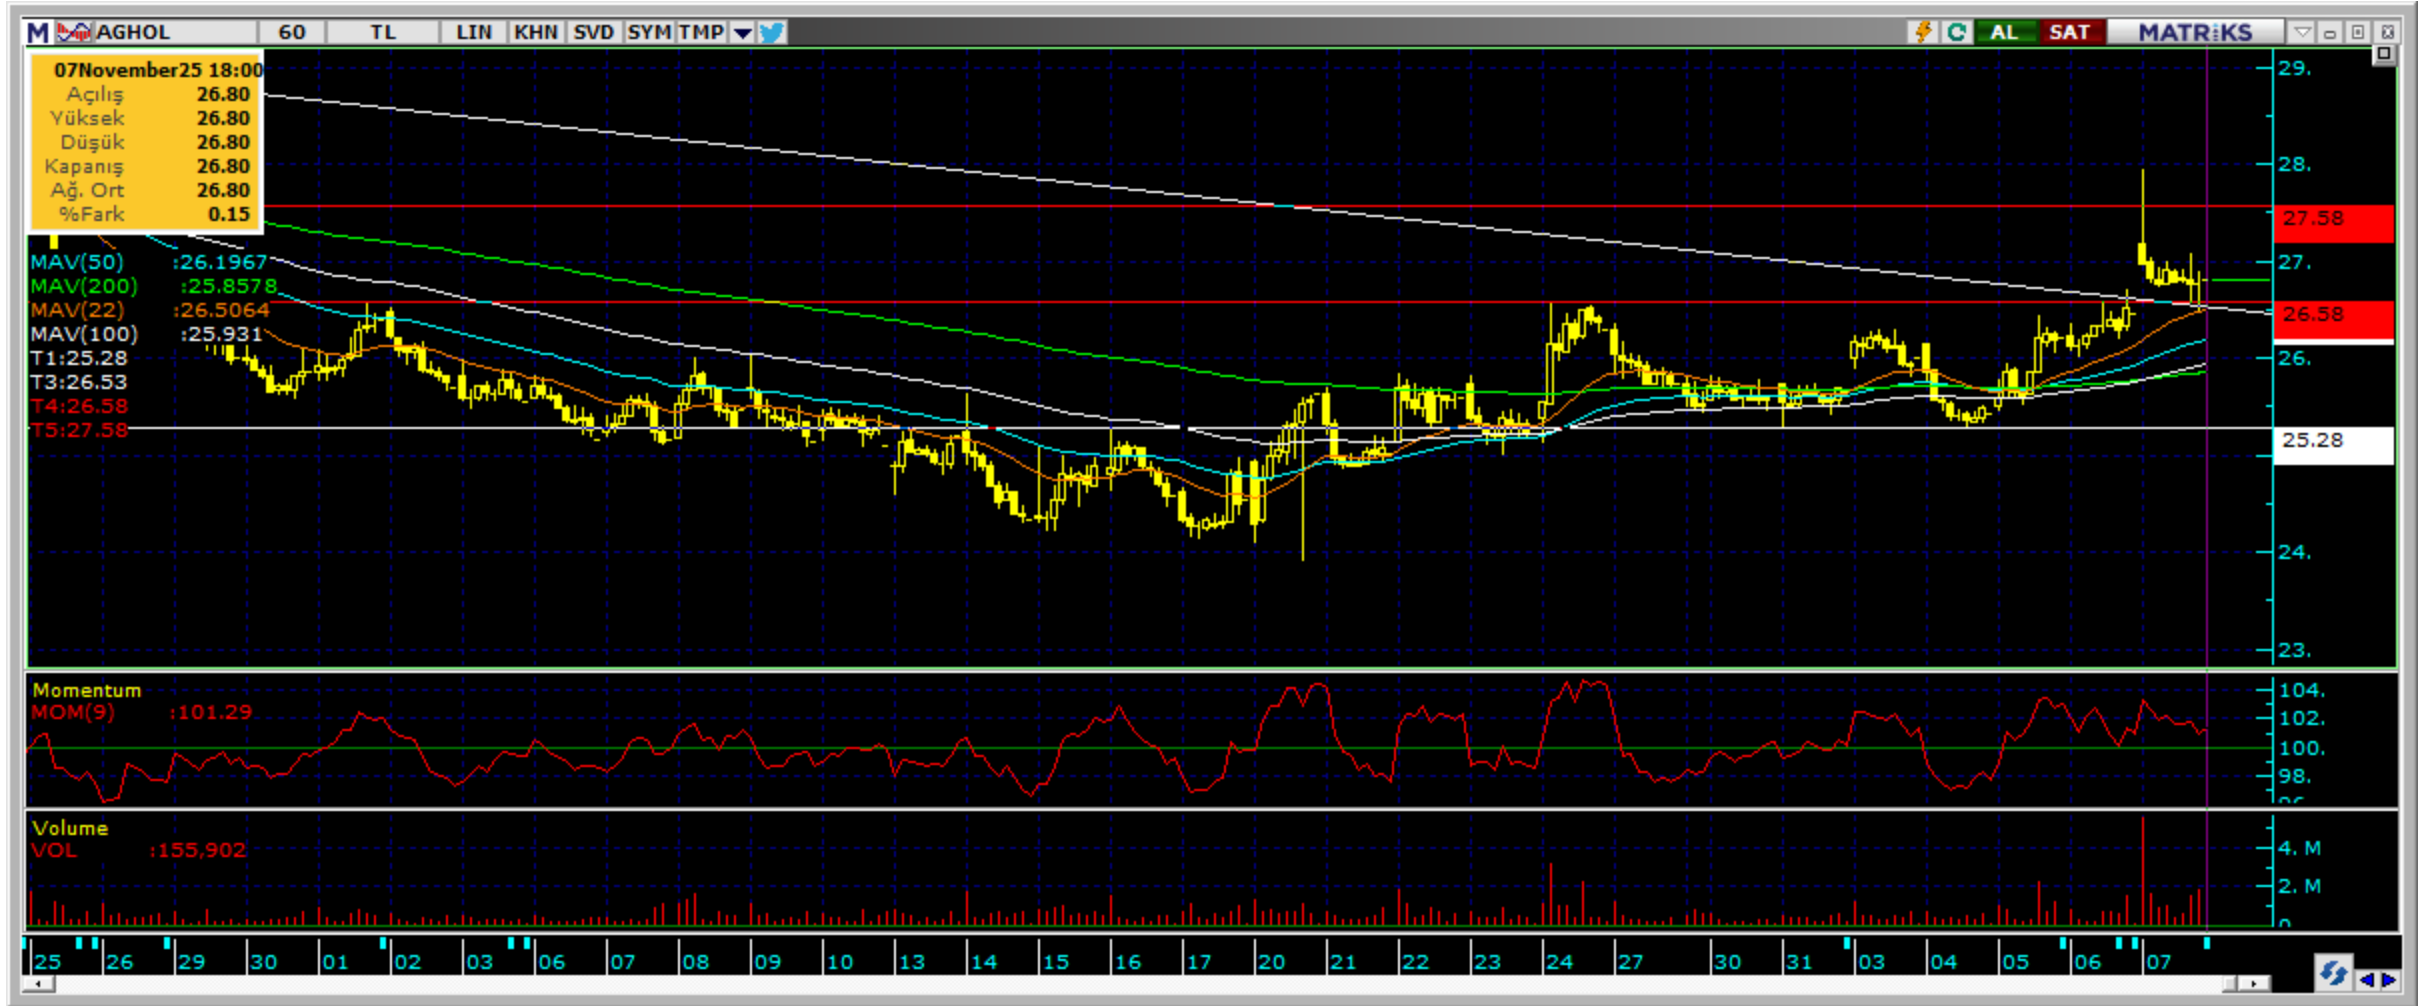 M AGHOL 60 TL LIN KHN SVD SYM TMP AL SAT MATRiKS
07November25 18:00
Açılış 26.80
Yüksek 26.80
Düşük 26.80
Kapanış 26.80
Ağ. Ort 26.80
%Fark 0.15
MAV(50) :26.1967
MAV(200) :25.8578
MAV(22) :26.5064
MAV(100) :25.931
T1:25.28
T3:26.53
T4:26.58
T5:27.58
29.
28.
27.58
27.
26.58
26.
25.28
24.
23.
Momentum
MOM(9) :101.29
104.
102.
100.
98.
Volume
VOL :155,902
4. M
2. M
25 26 29 30 01 02 03 06 07 08 09 10 13 14 15 16 17 20 21 22 23 24 27 30 31 03 04 05 06 07